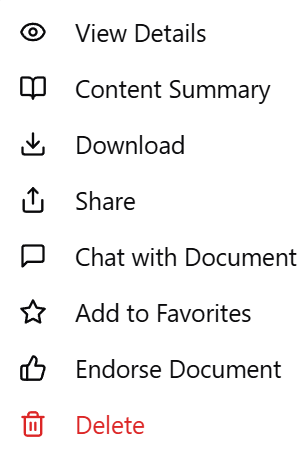 View Details
Content Summary
Download
Share
Chat with Document
Add to Favorites
Endorse Document
Delete